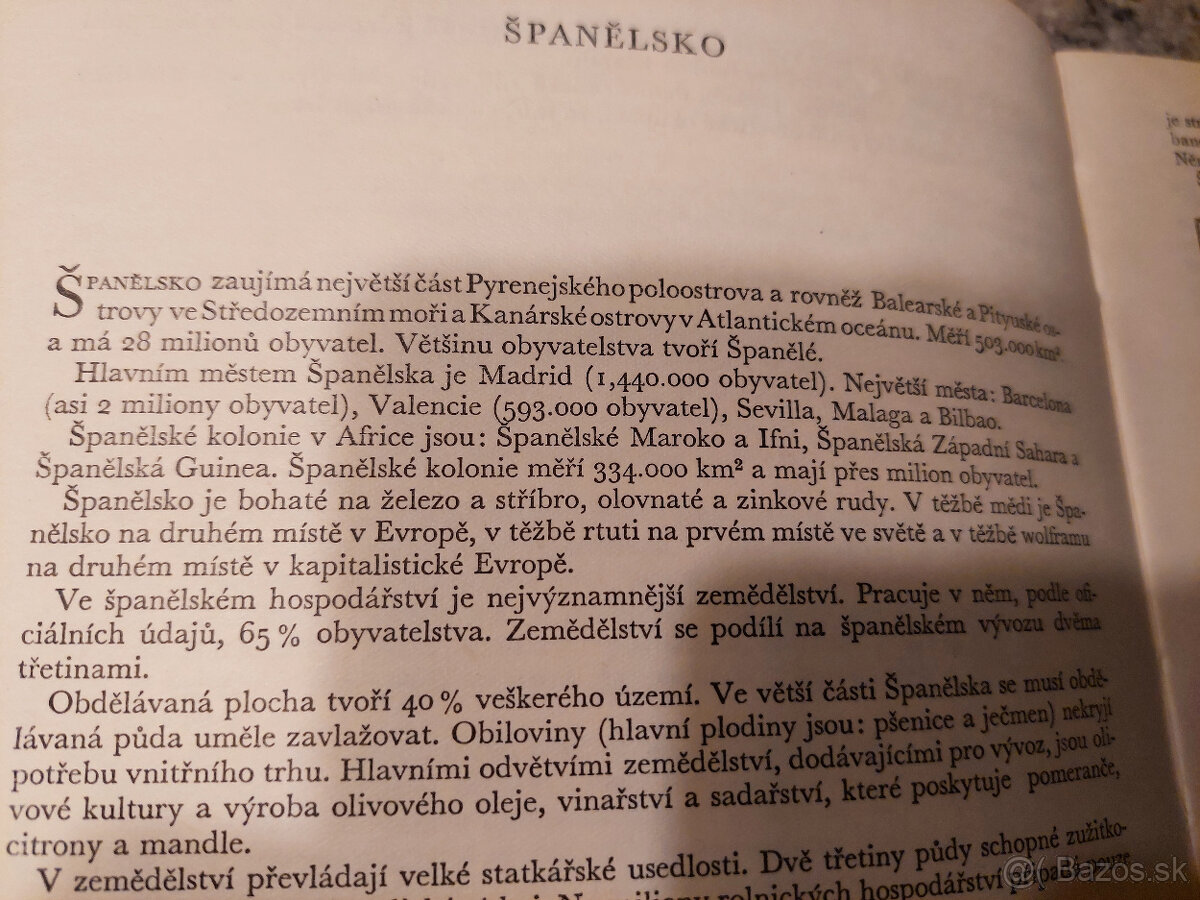 ŠPANĚLSKO
ŠPANĚLSKO zaujímá největší část Pyrenejského poloostrova a rovněž Balearské a Pityuské os-
trovy ve Středozemním moři a Kanárské ostrovy v Atlantickém oceánu. Měří 503.000 km²
a má 28 milionů obyvatel. Většinu obyvatelstva tvoří Španělé.
Hlavním městem Španělska je Madrid (1,440.000 obyvatel). Největší města: Barcelona
(asi 2 miliony obyvatel), Valencie (593.000 obyvatel), Sevilla, Malaga a Bilbao.
Španělské kolonie v Africe jsou: Španělské Maroko a Ifni, Španělská Západní Sahara a
Španělská Guinea. Španělské kolonie měří 334.000 km² a mají přes milion obyvatel.
Španělsko je bohaté na železo a stříbro, olovnaté a zinkové rudy. V těžbě mědi je Špa-
nělsko na druhém místě v Evropě, v těžbě rtuti na prvém místě ve světě a v těžbě wolframu
na druhém místě v kapitalistické Evropě.
Ve španělském hospodářství je nejvýznamnější zemědělství. Pracuje v něm, podle ofi-
ciálních údajů, 65 % obyvatelstva. Zemědělství se podílí na španělském vývozu dvěma
třetinami.
Obdělávaná plocha tvoří 40 % veškerého území. Ve větší části Španělska se musí obdě-
lávaná půda uměle zavlažovat. Obiloviny (hlavní plodiny jsou: pšenice a ječmen) nekryjí
potřebu vnitřního trhu. Hlavními odvětvími zemědělství, dodávajícími pro vývoz, jsou oli-
vové kultury a výroba olivového oleje, vinařství a sadařství, které poskytuje pomeranče,
citrony a mandle.
V zemědělství převládají velké statkářské usedlosti. Dvě třetiny půdy schopné zužitko-
rolnických hospodářství připadá pouze
je
Bazos.sk